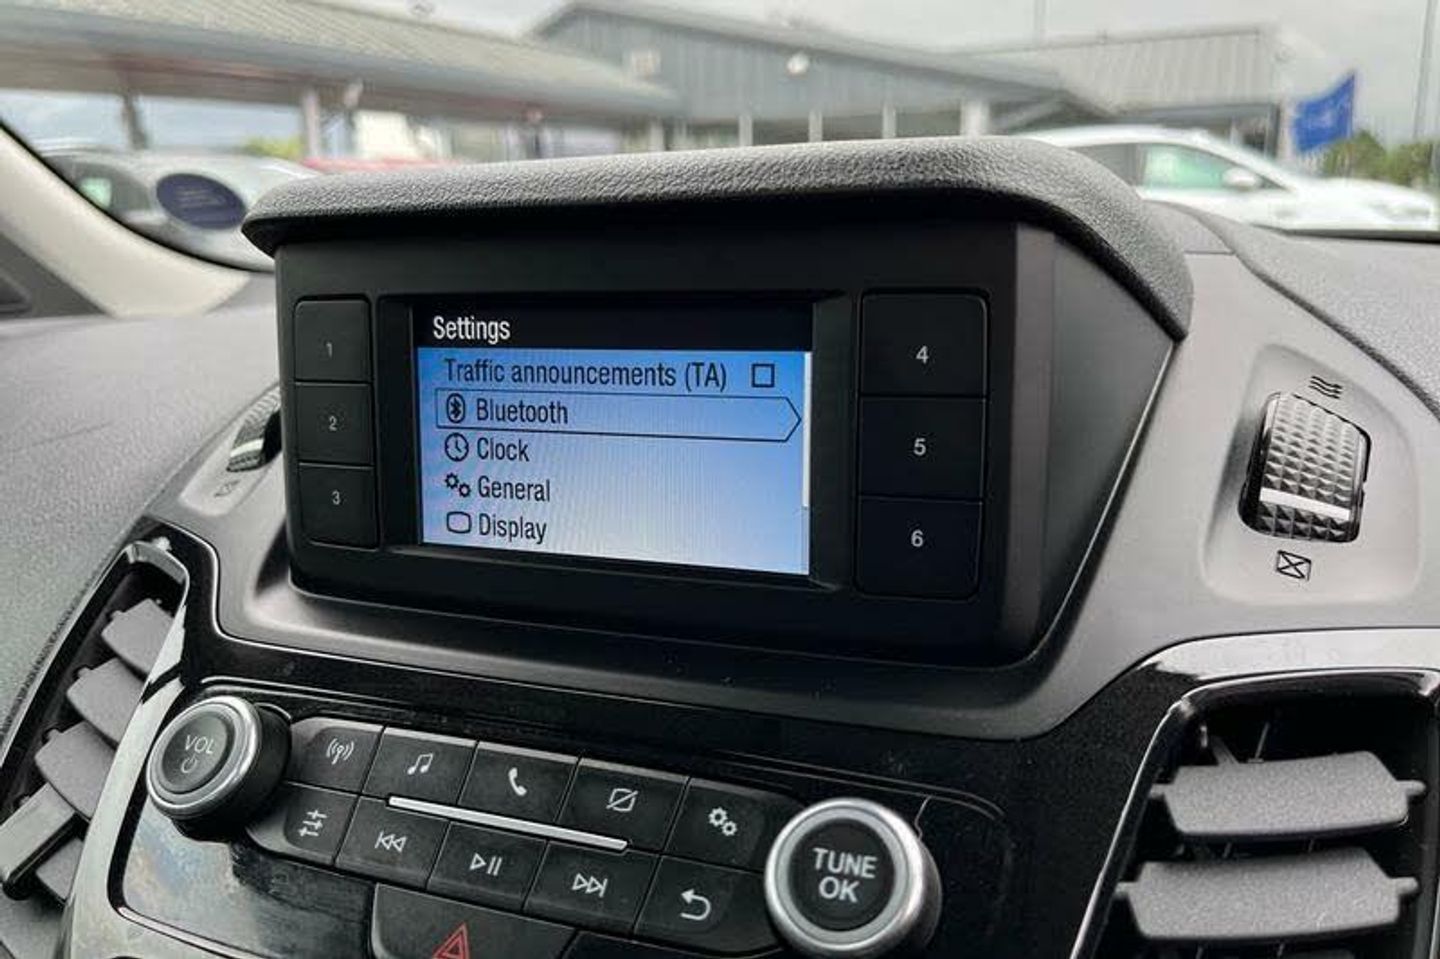 Settings
Traffic announcements (TA)
Bluetooth
Clock
General
Display
1
2
3
4
5
6
VOL
TUNE
OK